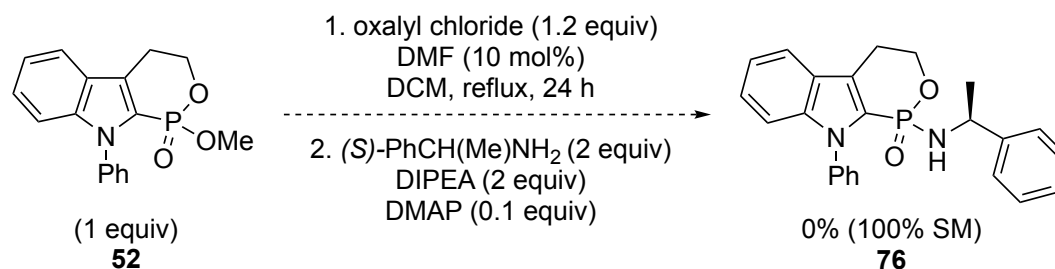 O
P
OMe
O
N
Ph
(1 equiv)
52
1. oxalyl chloride (1.2 equiv)
DMF (10 mol%)
DCM, reflux, 24 h
2. (S)-PhCH(Me)NH₂ (2 equiv)
DIPEA (2 equiv)
DMAP (0.1 equiv)
O
P
N
H
O
N
Ph
0% (100% SM)
76